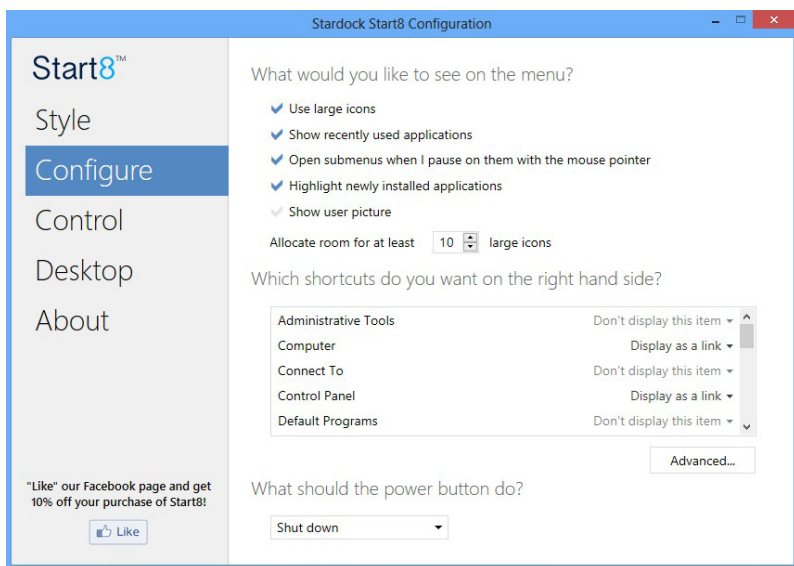 Stardock Start8 Configuration
Start8™
Style
Configure
Control
Desktop
About
"Like" our Facebook page and get
10% off your purchase of Start8!
Like
What would you like to see on the menu?
Use large icons
Show recently used applications
Open submenus when I pause on them with the mouse pointer
Highlight newly installed applications
Show user picture
Allocate room for at least 10 large icons
Which shortcuts do you want on the right hand side?
Administrative Tools Don't display this item
Computer Display as a link
Connect To Don't display this item
Control Panel Display as a link
Default Programs Don't display this item
Advanced...
What should the power button do?
Shut down